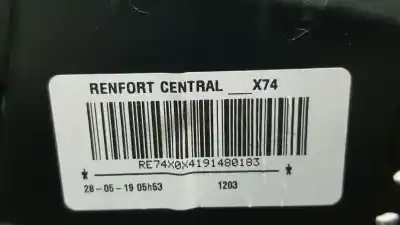 RENFORT CENTRAL ___X74
RE74X0X4191480183
* *
28-05-19 05h53 1203